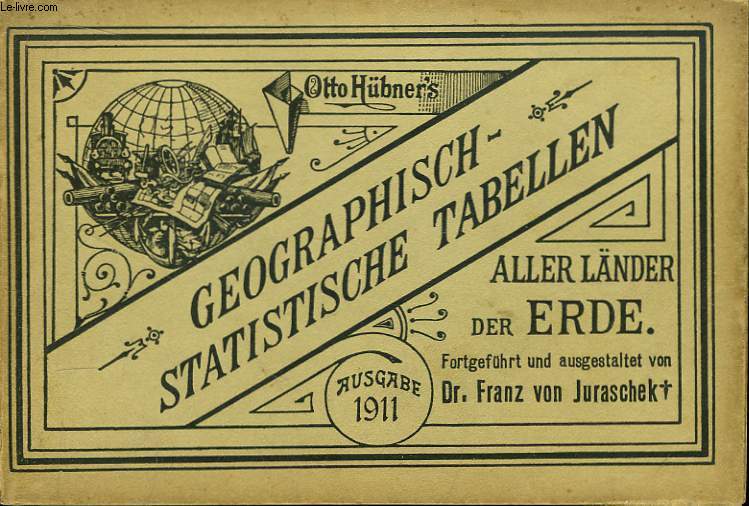 Le-livre.com
Otto Hübner's
GEOGRAPHISCH-
STATISTISCHE TABELLEN
ALLER LÄNDER
DER ERDE.
Fortgeführt und ausgestaltet von
Dr. Franz von Juraschek†
AUSGABE
1911